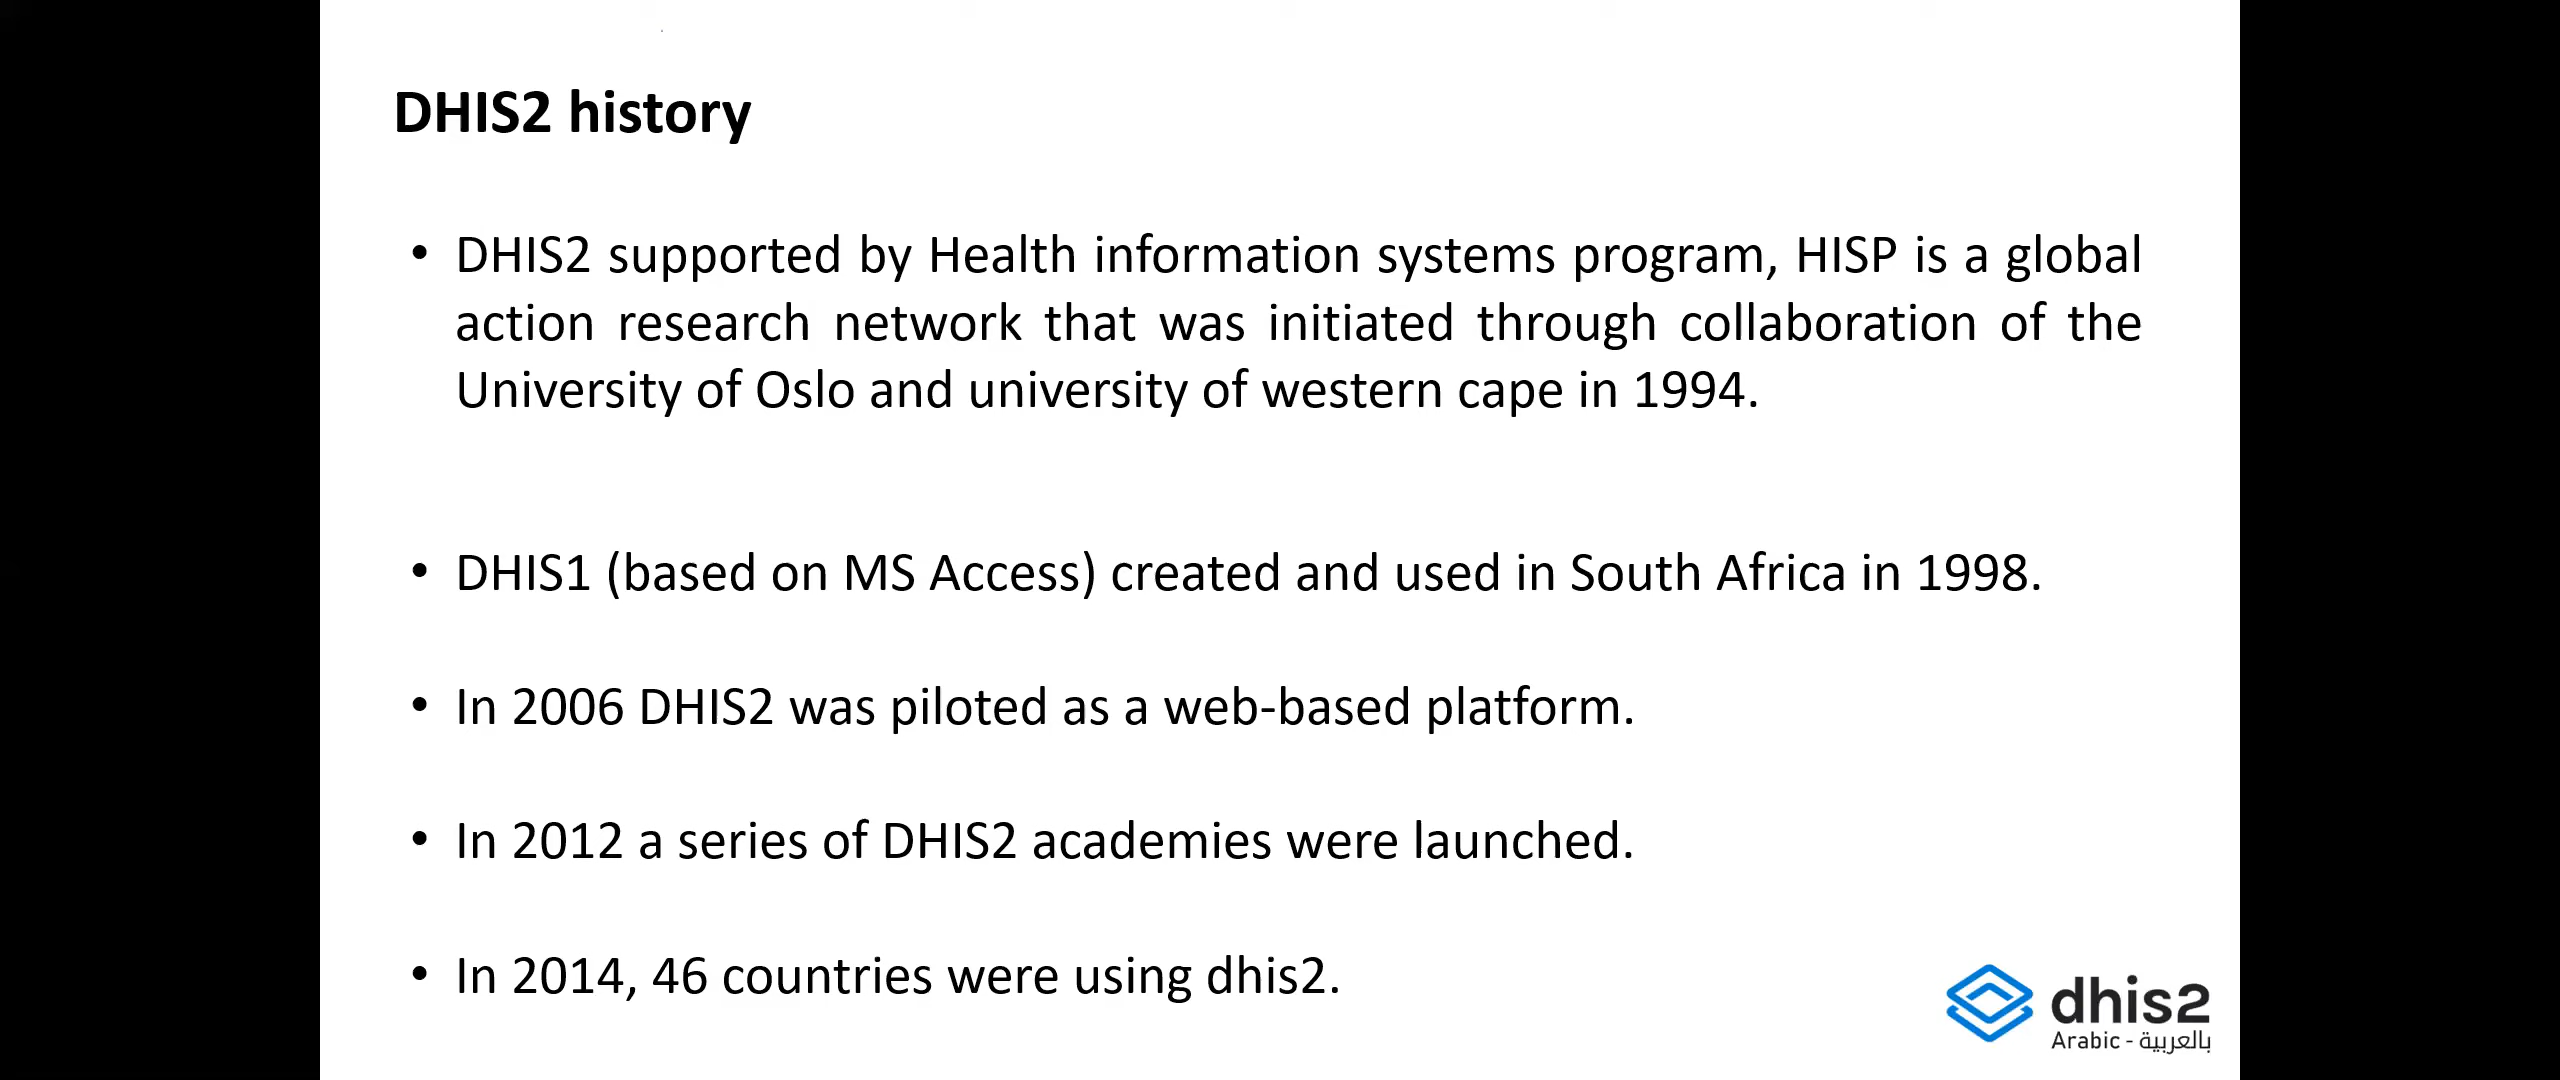 DHIS2 history
• DHIS2 supported by Health information systems program, HISP is a global
action research network that was initiated through collaboration of the
University of Oslo and university of western cape in 1994.
• DHIS1 (based on MS Access) created and used in South Africa in 1998.
• In 2006 DHIS2 was piloted as a web-based platform.
• In 2012 a series of DHIS2 academies were launched.
• In 2014, 46 countries were using dhis2.
dhis2
Arabic - بالعربية